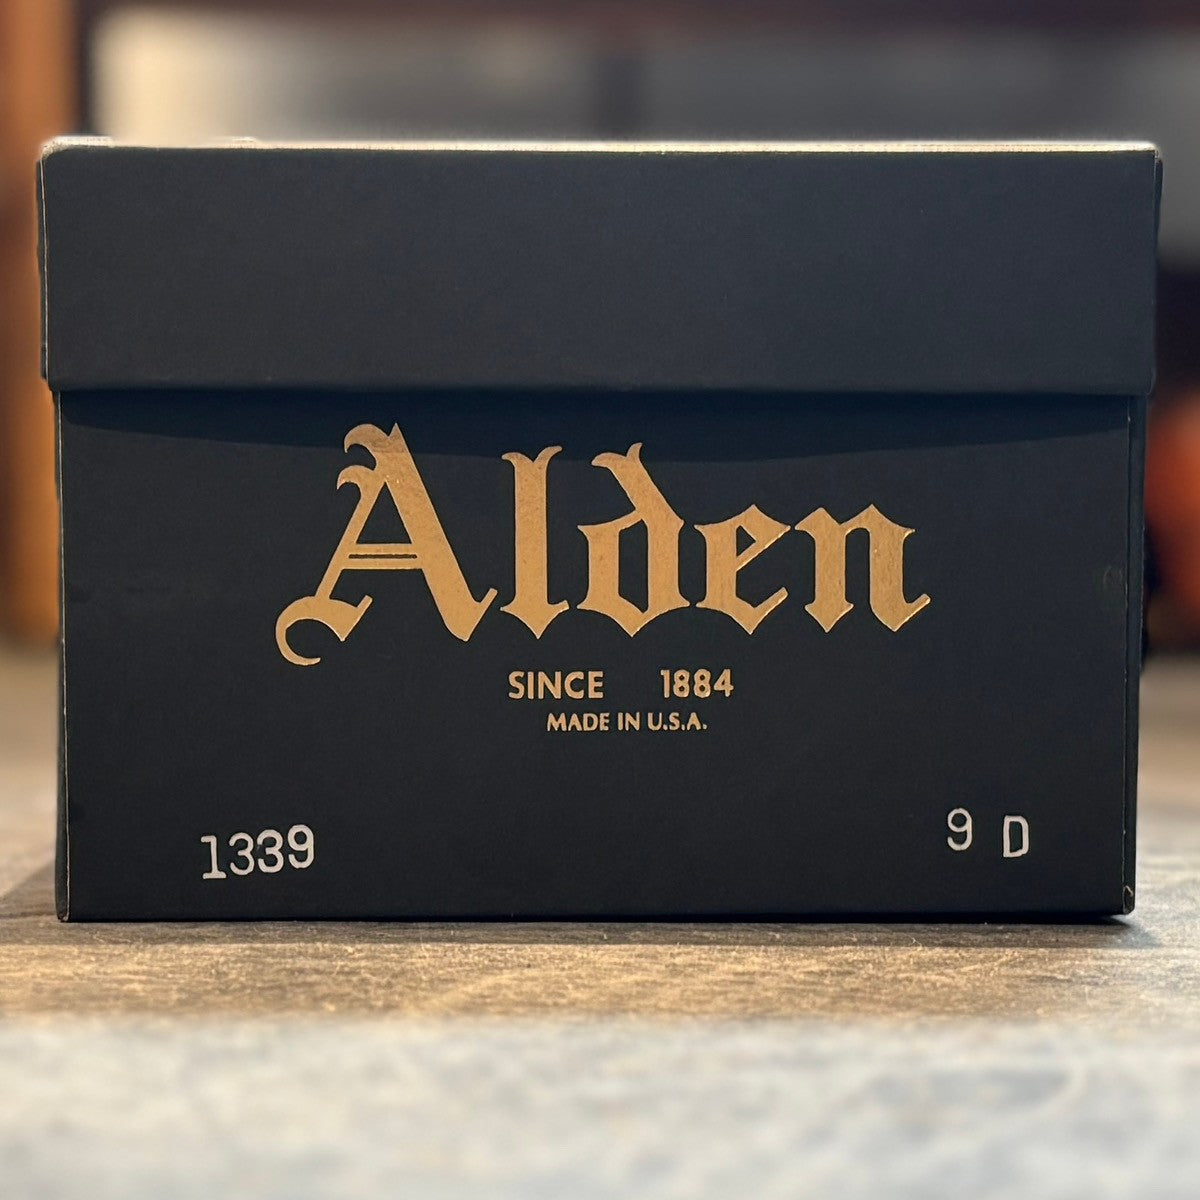 Alden
SINCE 1884
MADE IN U.S.A.
1339 9 D